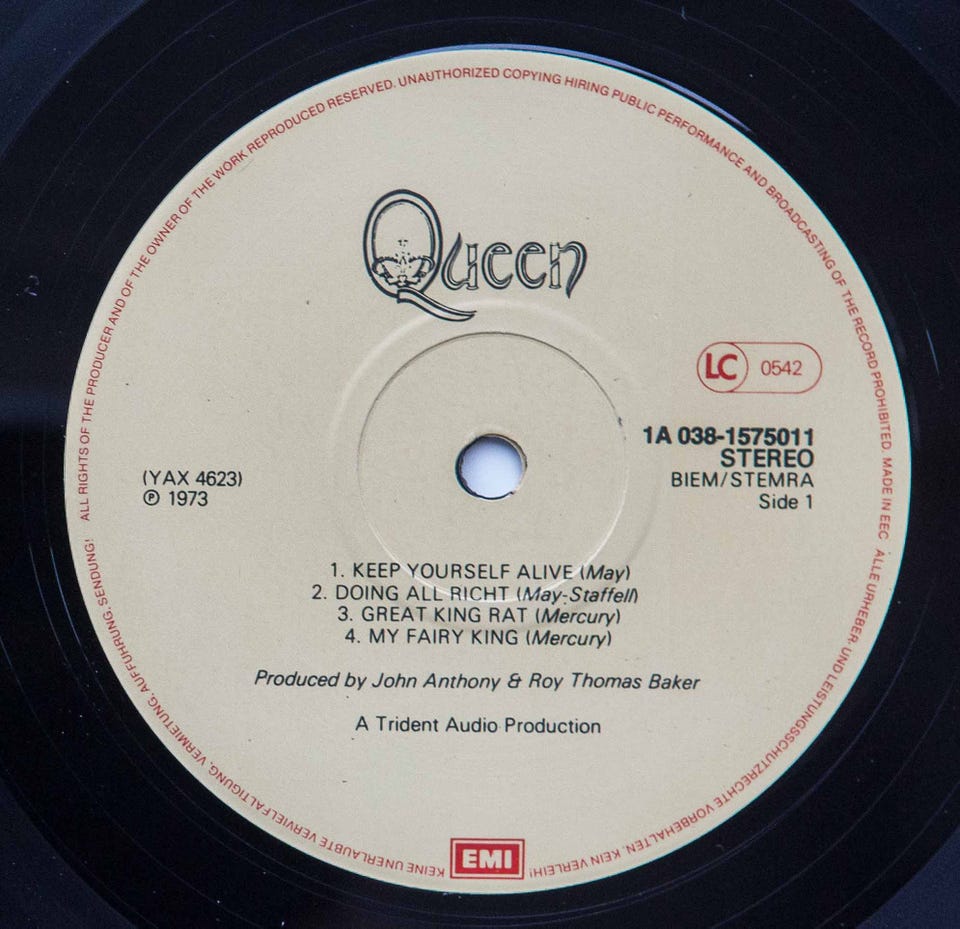 ALL RIGHTS OF THE PRODUCER AND OF THE OWNER OF THE WORK REPRODUCED RESERVED. UNAUTHORIZED COPYING HIRING PUBLIC PERFORMANCE AND BROADCASTING OF THE RECORD PROHIBITED. MADE IN EEC
Queen
LC 0542
1A 038-1575011
STEREO
BIEM/STEMRA
Side 1
(YAX 4623)
℗ 1973
1. KEEP YOURSELF ALIVE (May)
2. DOING ALL RICHT (May-Staffell)
3. GREAT KING RAT (Mercury)
4. MY FAIRY KING (Mercury)
Produced by John Anthony & Roy Thomas Baker
A Trident Audio Production
EMI
ALLE URHEBER- UND LEISTUNGSSCHUTZRECHTE VORBEHALTEN. KEIN VERLEIH! KEINE UNERLAUBTE VERVIELFALTIGUNG, VERMIETUNG, AUFFUHRUNG, SENDUNG!